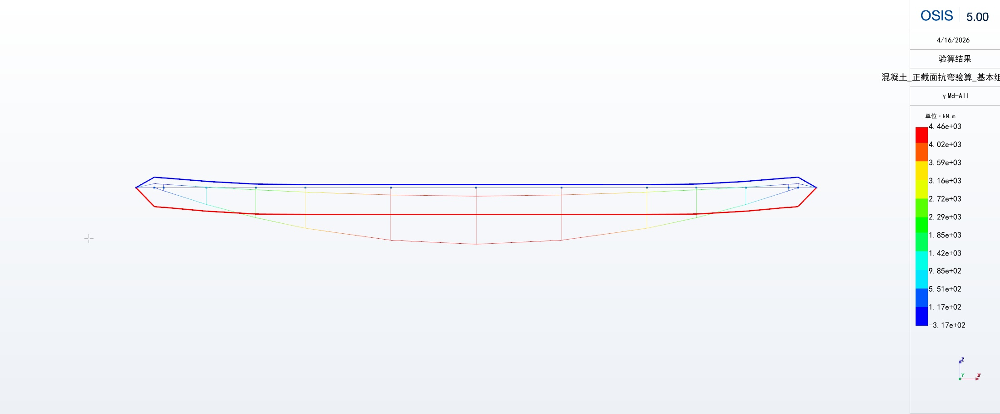 OSIS 5.00
4/16/2026
验算结果
混凝土_正截面抗弯验算_基本组
γMd-All
单位·kN.m
4.46e+03
4.02e+03
3.59e+03
3.16e+03
2.72e+03
2.29e+03
1.85e+03
1.42e+03
9.85e+02
5.51e+02
1.17e+02
-3.17e+02
Z
Y
X